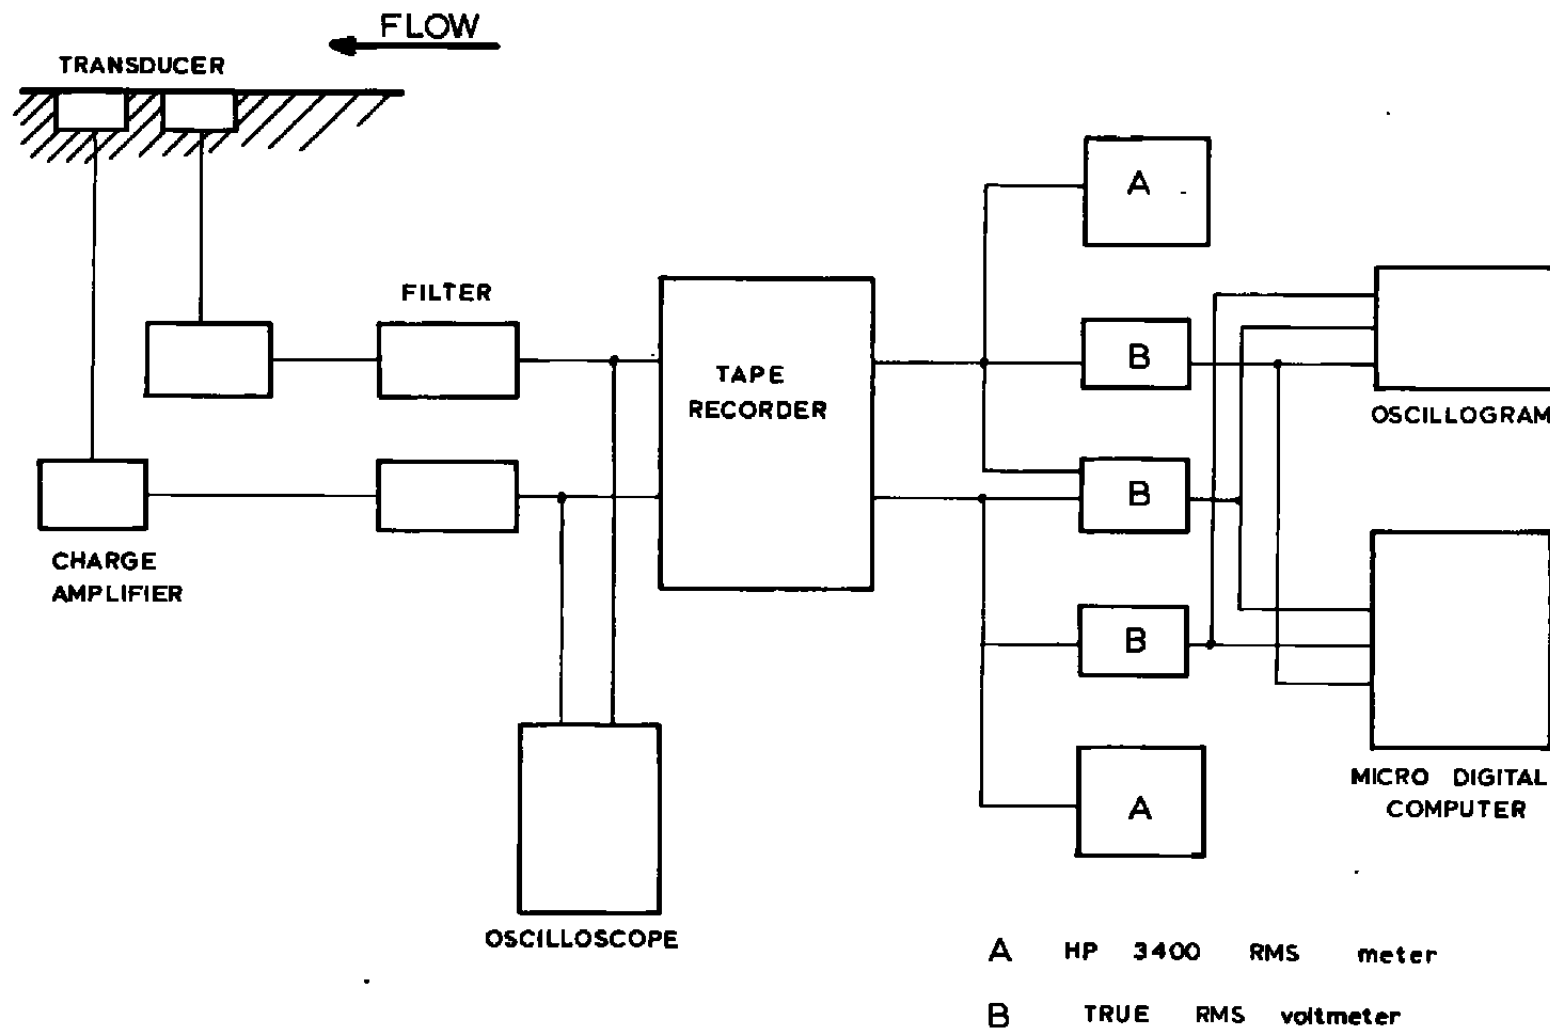 FLOW
TRANSDUCER
A
FILTER
B
TAPE
RECORDER
OSCILLOGRAM
B
CHARGE
AMPLIFIER
B
MICRO DIGITAL
COMPUTER
A
OSCILLOSCOPE
A HP 3400 RMS meter
B TRUE RMS voltmeter